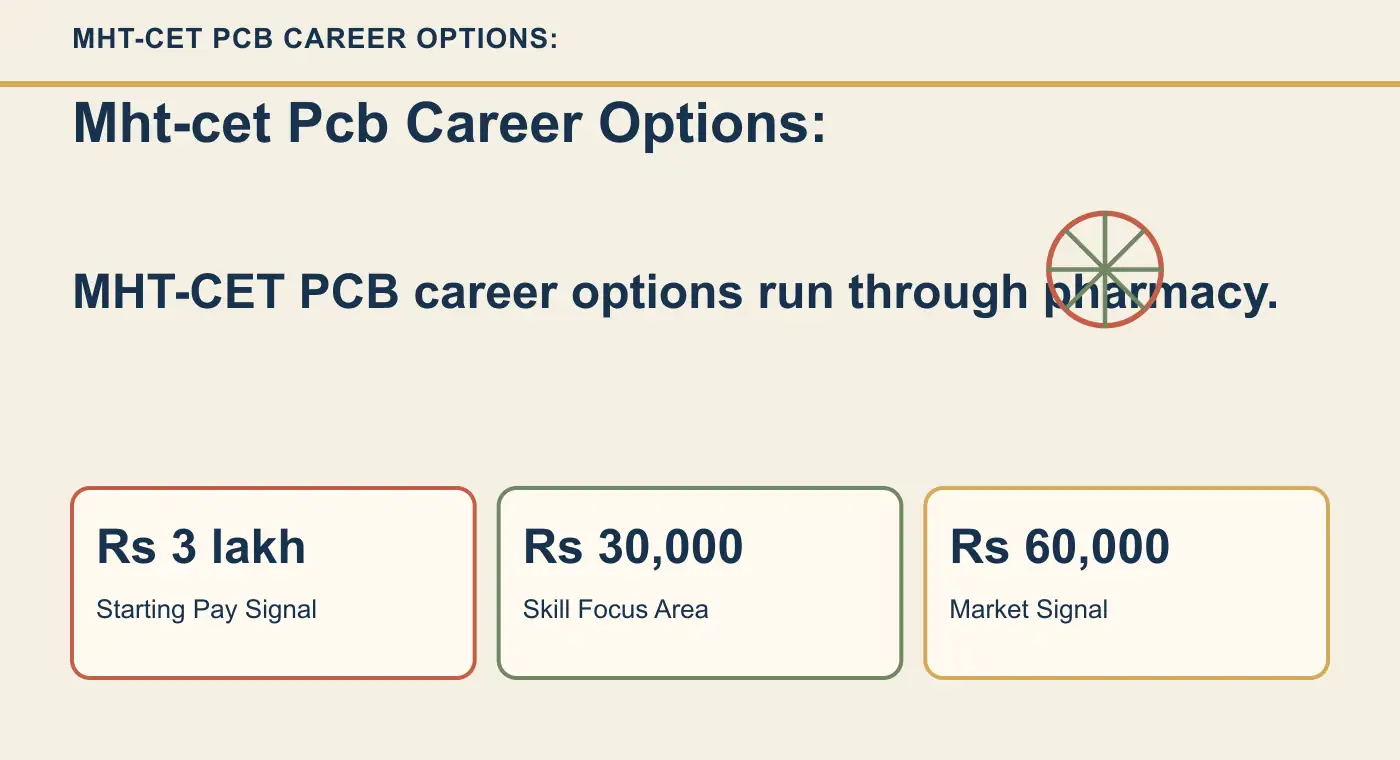 MHT-CET PCB CAREER OPTIONS:
Mht-cet Pcb Career Options:
MHT-CET PCB career options run through pharmacy.
Rs 3 lakh
Starting Pay Signal
Rs 30,000
Skill Focus Area
Rs 60,000
Market Signal